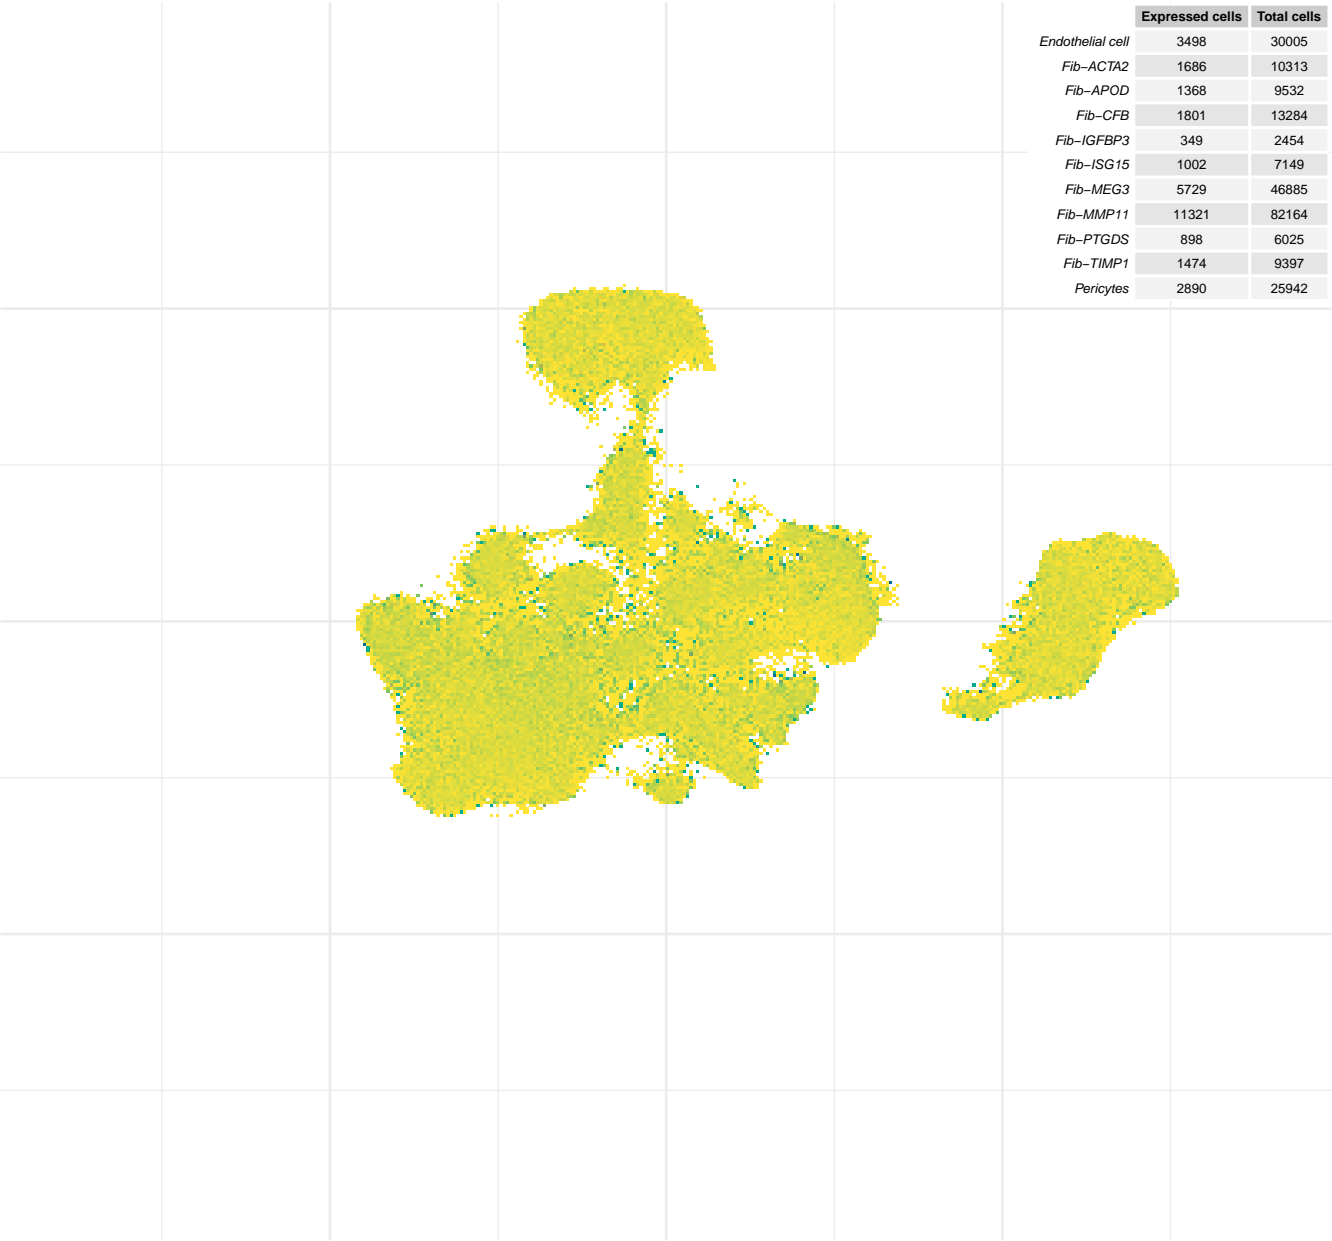 Expressed cells Total cells
Endothelial cell 3498 30005
Fib−ACTA2 1686 10313
Fib−APOD 1368 9532
Fib−CFB 1801 13284
Fib−IGFBP3 349 2454
Fib−ISG15 1002 7149
Fib−MEG3 5729 46885
Fib−MMP11 11321 82164
Fib−PTGDS 898 6025
Fib−TIMP1 1474 9397
Pericytes 2890 25942